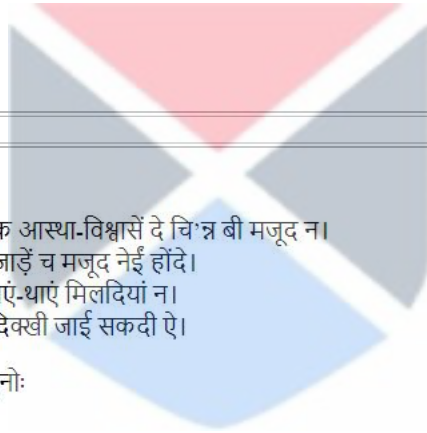 क आस्था-विश्वासें दे चि'न्न बी मजूद न।
जाड़ें च मजूद नेईं होंदे।
एं-थाएं मिलदियां न।
दिक्खी जाई सकदी ऐ।
नोः